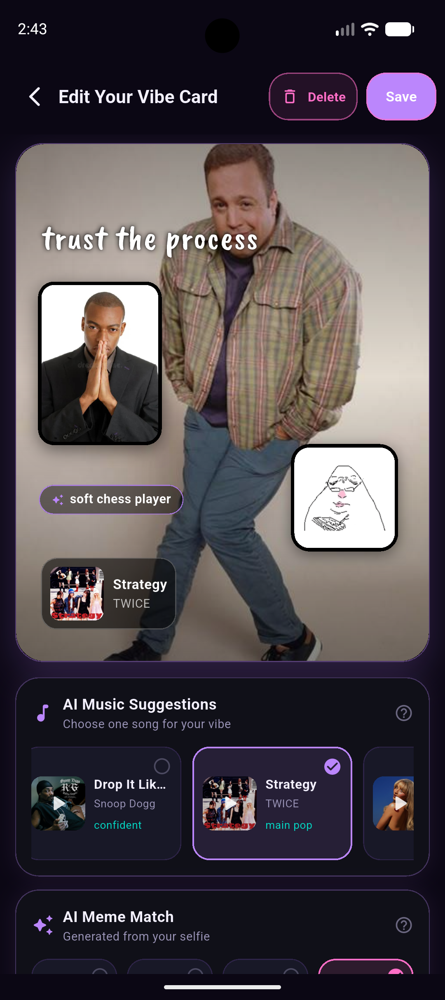 2:43
Edit Your Vibe Card
Delete
Save
trust the process
soft chess player
Strategy
TWICE
Strategy
AI Music Suggestions
Choose one song for your vibe
Drop It Lik...
Snoop Dogg
confident
Strategy
Strategy
TWICE
main pop
AI Meme Match
Generated from your selfie